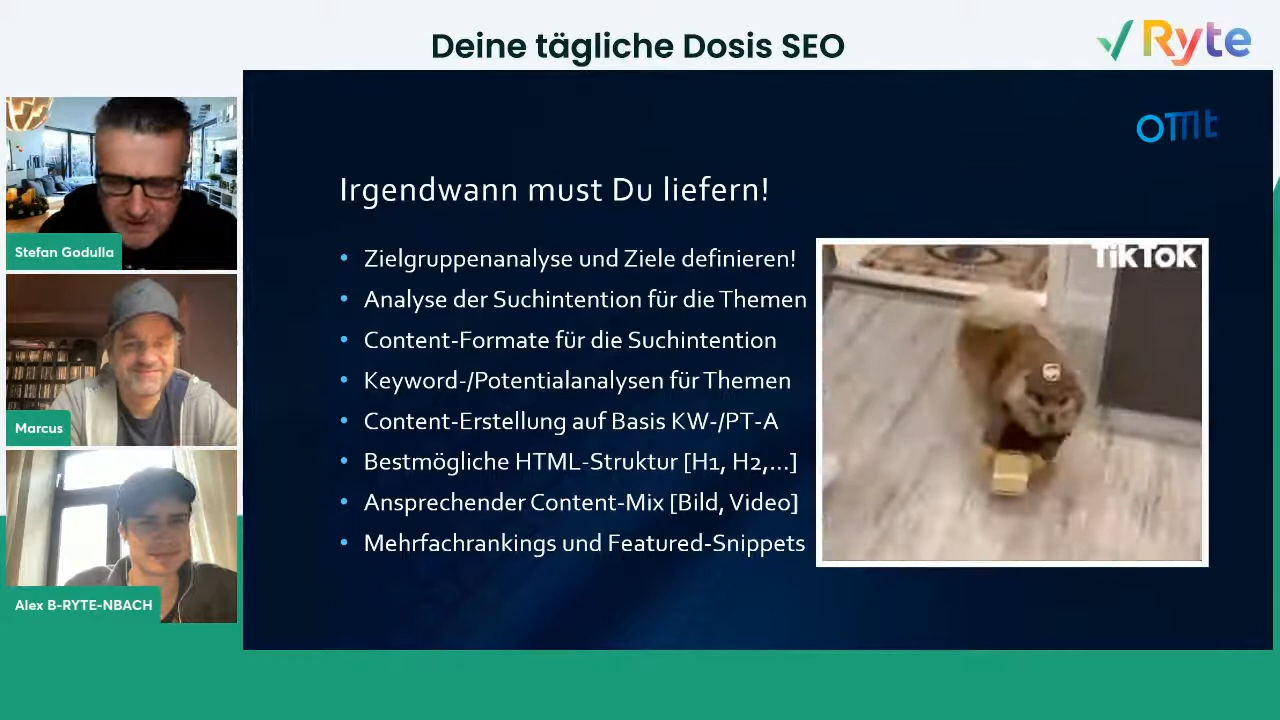 Deine tägliche Dosis SEO
Ryte
OMt
Irgendwann must Du liefern!
• Zielgruppenanalyse und Ziele definieren!
• Analyse der Suchintention für die Themen
• Content-Formate für die Suchintention
• Keyword-/Potentialanalysen für Themen
• Content-Erstellung auf Basis KW-/PT-A
• Bestmögliche HTML-Struktur [H1, H2,...]
• Ansprechender Content-Mix [Bild, Video]
• Mehrfachrankings und Featured-Snippets
TikTok
Stefan Godulla
Marcus
Alex B-RYTE-NBACH